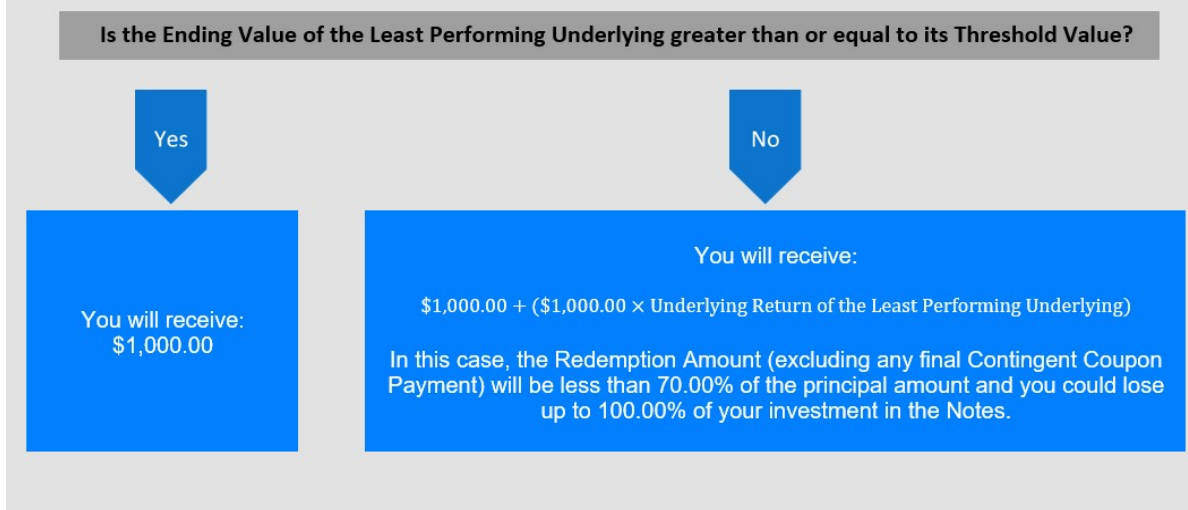 Is the Ending Value of the Least Performing Underlying greater than or equal to its Threshold Value?
Yes
No
You will receive:
$1,000.00
You will receive:
$1,000.00 + ($1,000.00 × Underlying Return of the Least Performing Underlying)
In this case, the Redemption Amount (excluding any final Contingent Coupon
Payment) will be less than 70.00% of the principal amount and you could lose
up to 100.00% of your investment in the Notes.